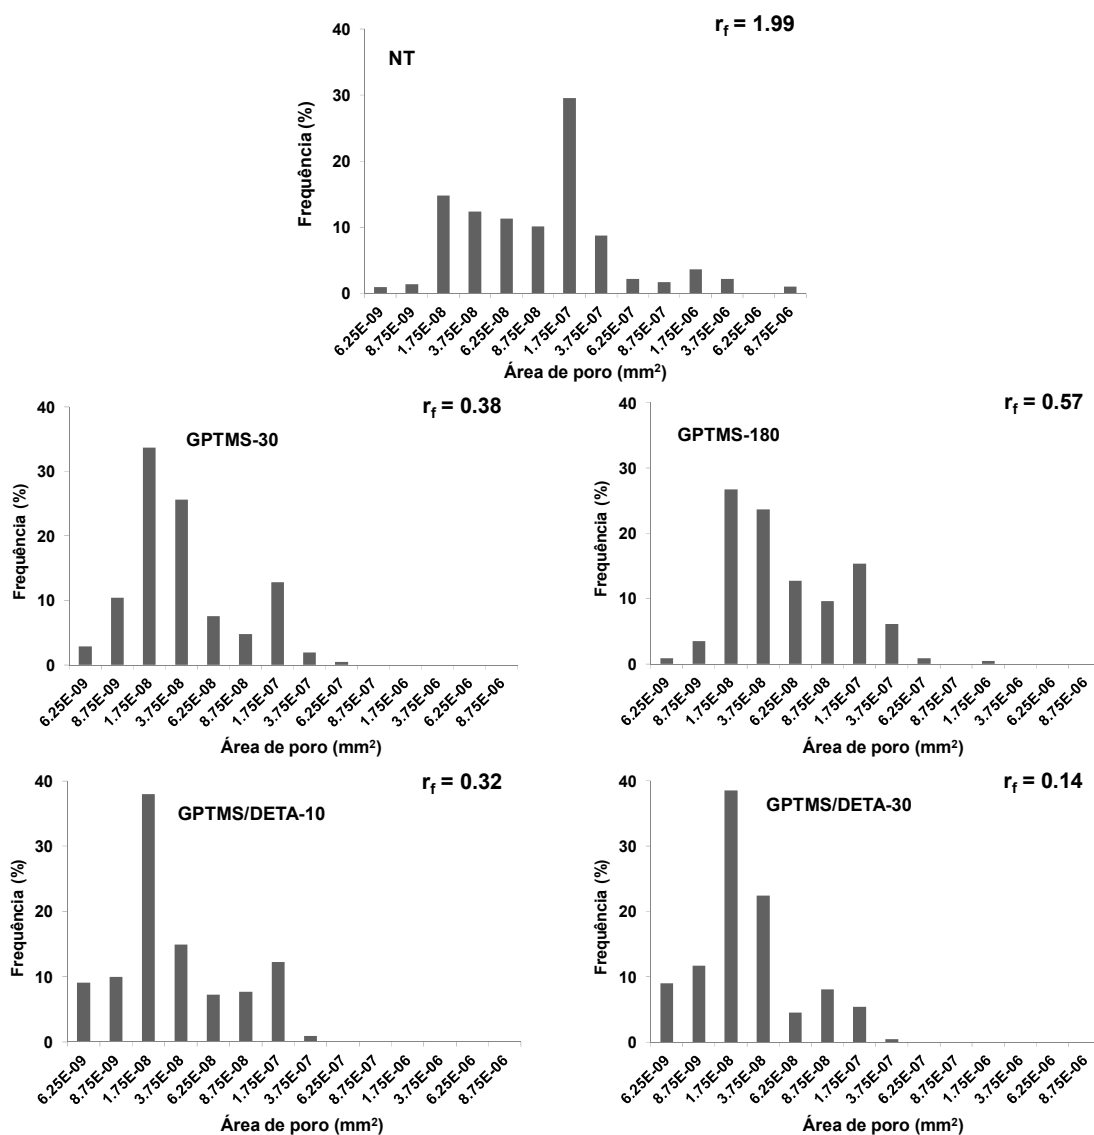 r_f = 1.99
NT
Frequência (%)
40
30
20
10
0
6.25E-09
8.75E-09
1.75E-08
3.75E-08
6.25E-08
8.75E-08
1.75E-07
3.75E-07
6.25E-07
8.75E-07
1.75E-06
3.75E-06
6.25E-06
8.75E-06
Área de poro (mm²)
r_f = 0.38
GPTMS-30
Frequência (%)
40
30
20
10
0
6.25E-09
8.75E-09
1.75E-08
3.75E-08
6.25E-08
8.75E-08
1.75E-07
3.75E-07
6.25E-07
8.75E-07
1.75E-06
3.75E-06
6.25E-06
8.75E-06
Área de poro (mm²)
r_f = 0.57
GPTMS-180
Frequência (%)
40
30
20
10
0
6.25E-09
8.75E-09
1.75E-08
3.75E-08
6.25E-08
8.75E-08
1.75E-07
3.75E-07
6.25E-07
8.75E-07
1.75E-06
3.75E-06
6.25E-06
8.75E-06
Área de poro (mm²)
r_f = 0.32
GPTMS/DETA-10
Frequência (%)
40
30
20
10
0
6.25E-09
8.75E-09
1.75E-08
3.75E-08
6.25E-08
8.75E-08
1.75E-07
3.75E-07
6.25E-07
8.75E-07
1.75E-06
3.75E-06
6.25E-06
8.75E-06
Área de poro (mm²)
r_f = 0.14
GPTMS/DETA-30
Frequência (%)
40
30
20
10
0
6.25E-09
8.75E-09
1.75E-08
3.75E-08
6.25E-08
8.75E-08
1.75E-07
3.75E-07
6.25E-07
8.75E-07
1.75E-06
3.75E-06
6.25E-06
8.75E-06
Área de poro (mm²)